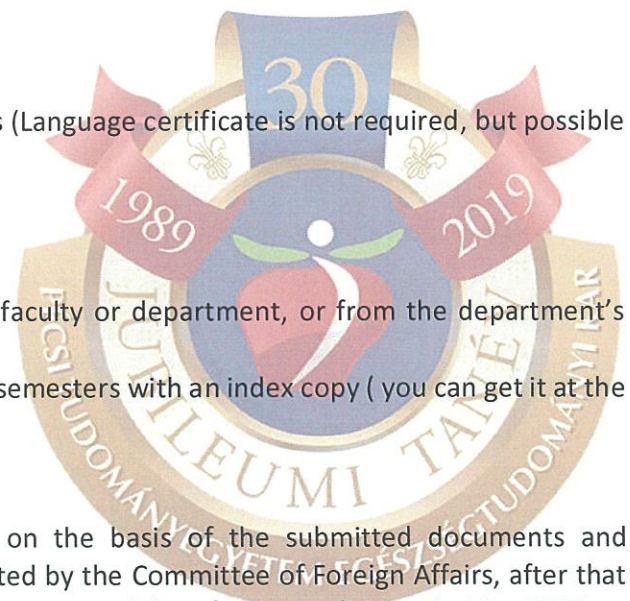 30
s (Language certificate is not required, but possible
1989
2019
faculty or department, or from the department's
semesters with an index copy ( you can get it at the
JUBILEUMI TANÉV
PÉCSI TUDOMÁNYEGYETEM EGÉSZSÉGTUDOMÁNYI KAR
on the basis of the submitted documents and
ted by the Committee of Foreign Affairs, after that